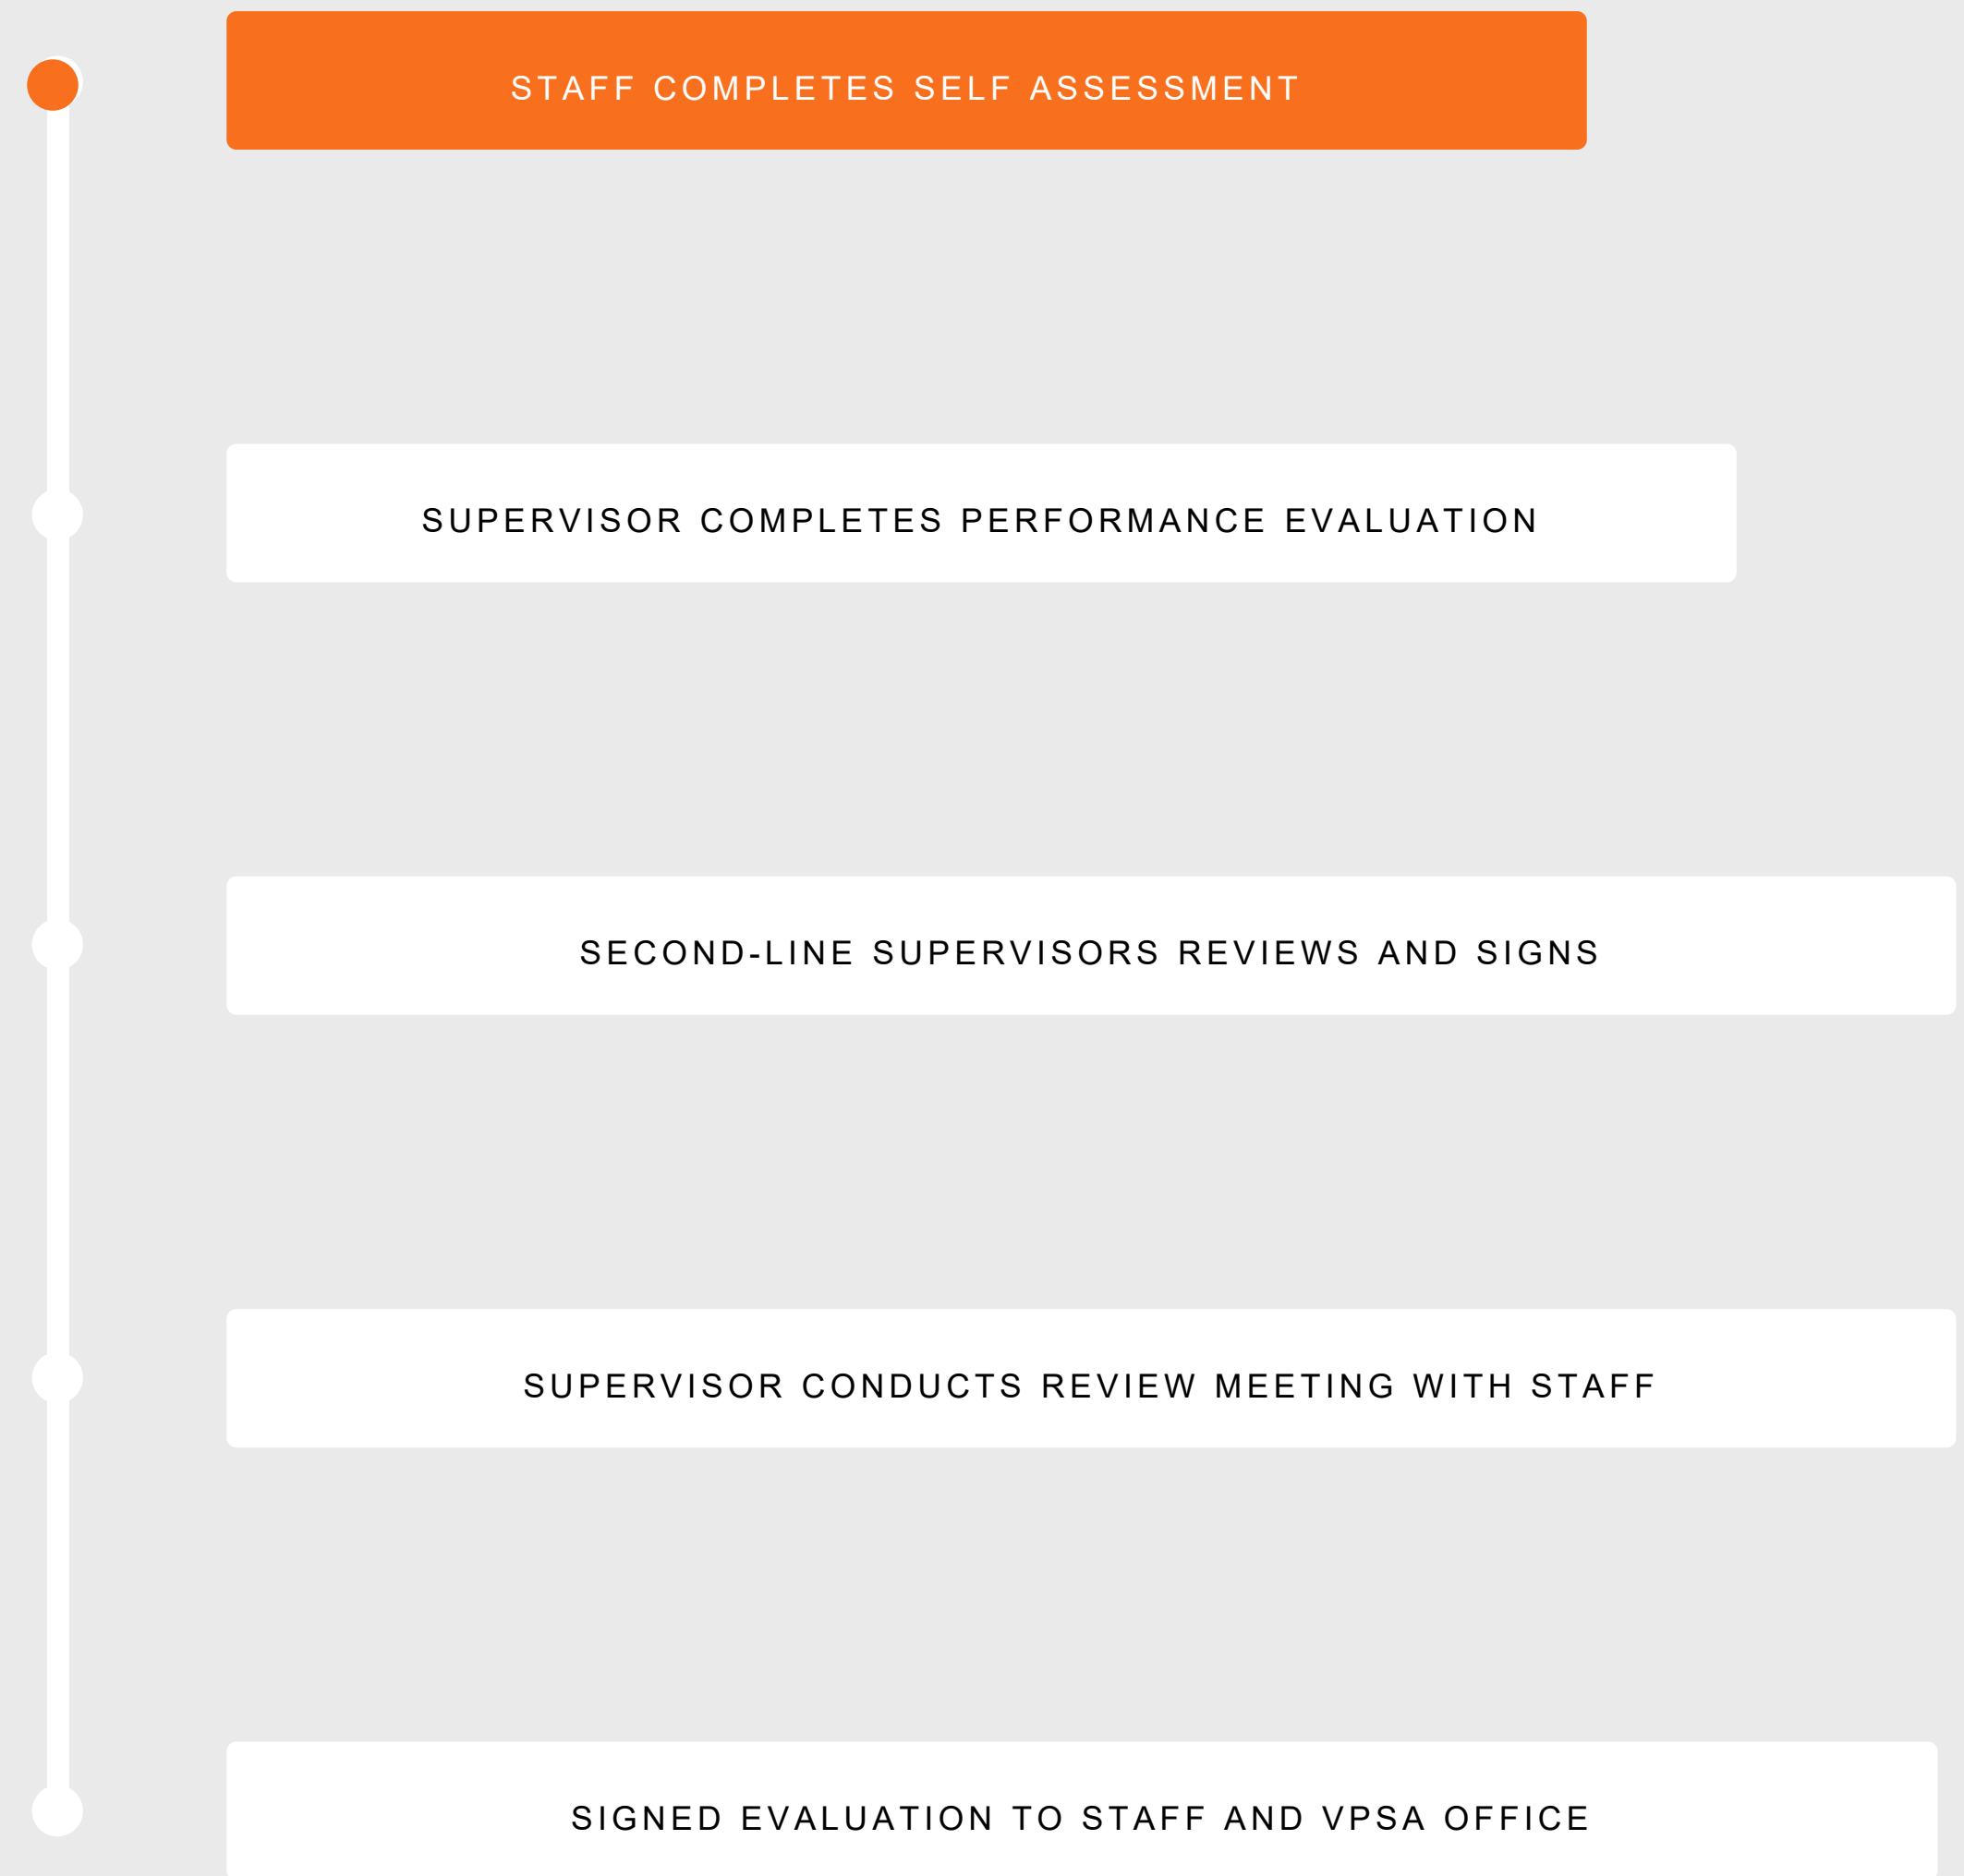 STAFF COMPLETES SELF ASSESSMENT
SUPERVISOR COMPLETES PERFORMANCE EVALUATION
SECOND-LINE SUPERVISORS REVIEWS AND SIGNS
SUPERVISOR CONDUCTS REVIEW MEETING WITH STAFF
SIGNED EVALUATION TO STAFF AND VPSA OFFICE